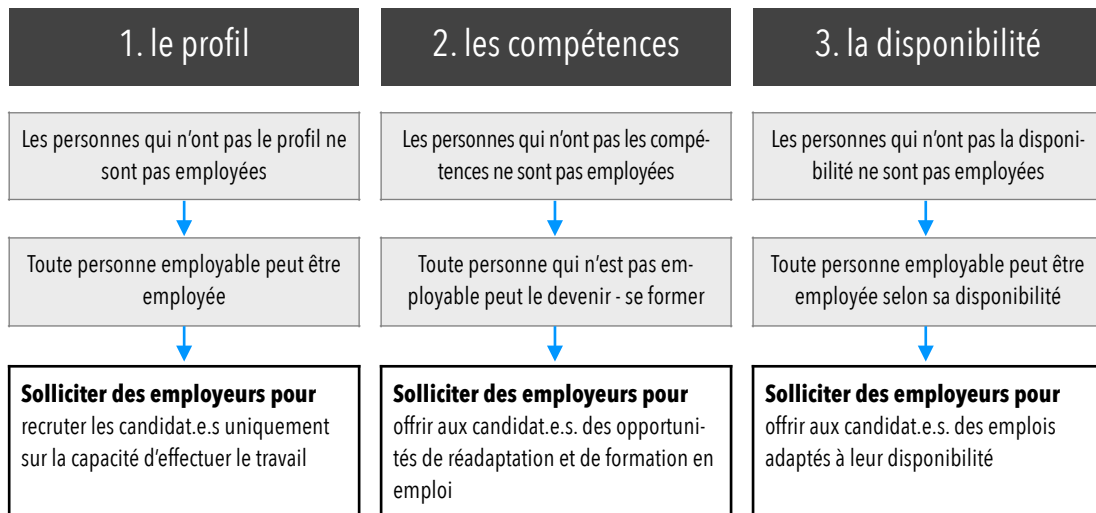 1. le profil
Les personnes qui n'ont pas le profil ne
sont pas employées
Toute personne employable peut être
employée
Solliciter des employeurs pour
recruter les candidat.e.s uniquement
sur la capacité d'effectuer le travail
2. les compétences
Les personnes qui n'ont pas les compé-
tences ne sont pas employées
Toute personne qui n'est pas em-
ployable peut le devenir - se former
Solliciter des employeurs pour
offrir aux candidat.e.s. des opportuni-
tés de réadaptation et de formation en
emploi
3. la disponibilité
Les personnes qui n'ont pas la disponi-
bilité ne sont pas employées
Toute personne employable peut être
employée selon sa disponibilité
Solliciter des employeurs pour
offrir aux candidat.e.s. des emplois
adaptés à leur disponibilité